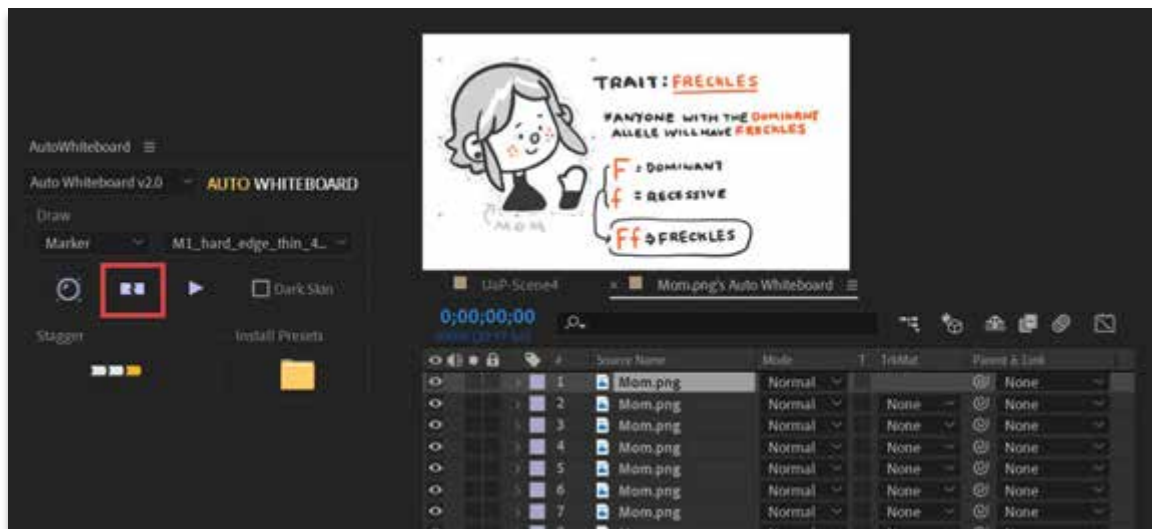 TRAIT: FRECKLES
*ANYONE WITH THE DOMINANT
ALLELE WILL HAVE FRECKLES
F : DOMINANT
f = RECESSIVE
Ff → FRECKLES
MOM
AutoWhiteboard
Auto Whiteboard v2.0
AUTO WHITEBOARD
Draw
Marker
M1_hard_edge_thin_4...
Dark Skin
Stagger
Install Presets
UaP-Scene4
Mom.png's Auto Whiteboard
0;00;00;00
# Source Name Mode T TrkMat Parent & Link
1 Mom.png Normal None
2 Mom.png Normal None None
3 Mom.png Normal None None
4 Mom.png Normal None None
5 Mom.png Normal None None
6 Mom.png Normal None None
7 Mom.png Normal None None